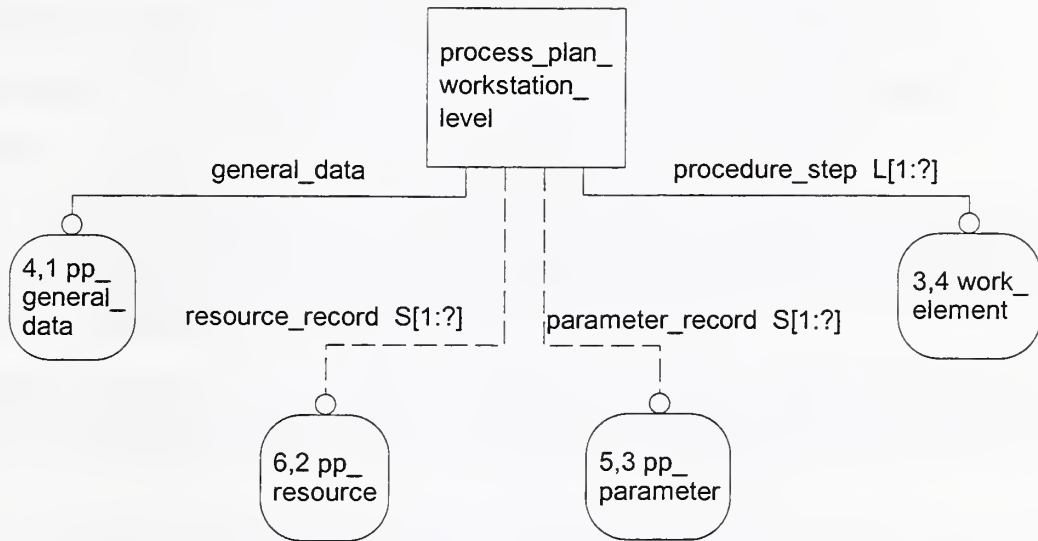 process_plan_
workstation_
level
general_data
procedure_step L[1:?]
4,1 pp_
general_
data
3,4 work_
element
resource_record S[1:?]
parameter_record S[1:?]
6,2 pp_
resource
5,3 pp_
parameter